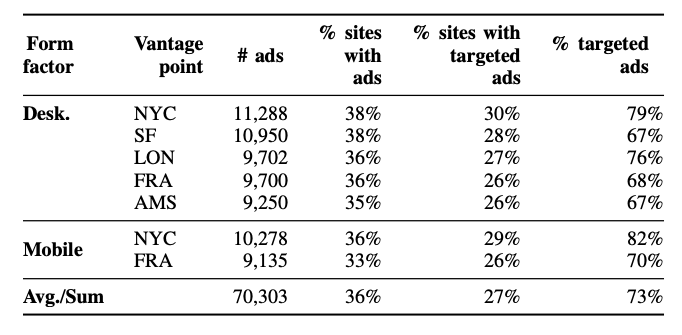 Form factor Vantage point # ads % sites with ads % sites with targeted ads % targeted ads
Desk. NYC 11,288 38% 30% 79%
SF 10,950 38% 28% 67%
LON 9,702 36% 27% 76%
FRA 9,700 36% 26% 68%
AMS 9,250 35% 26% 67%
Mobile NYC 10,278 36% 29% 82%
FRA 9,135 33% 26% 70%
Avg./Sum 70,303 36% 27% 73%